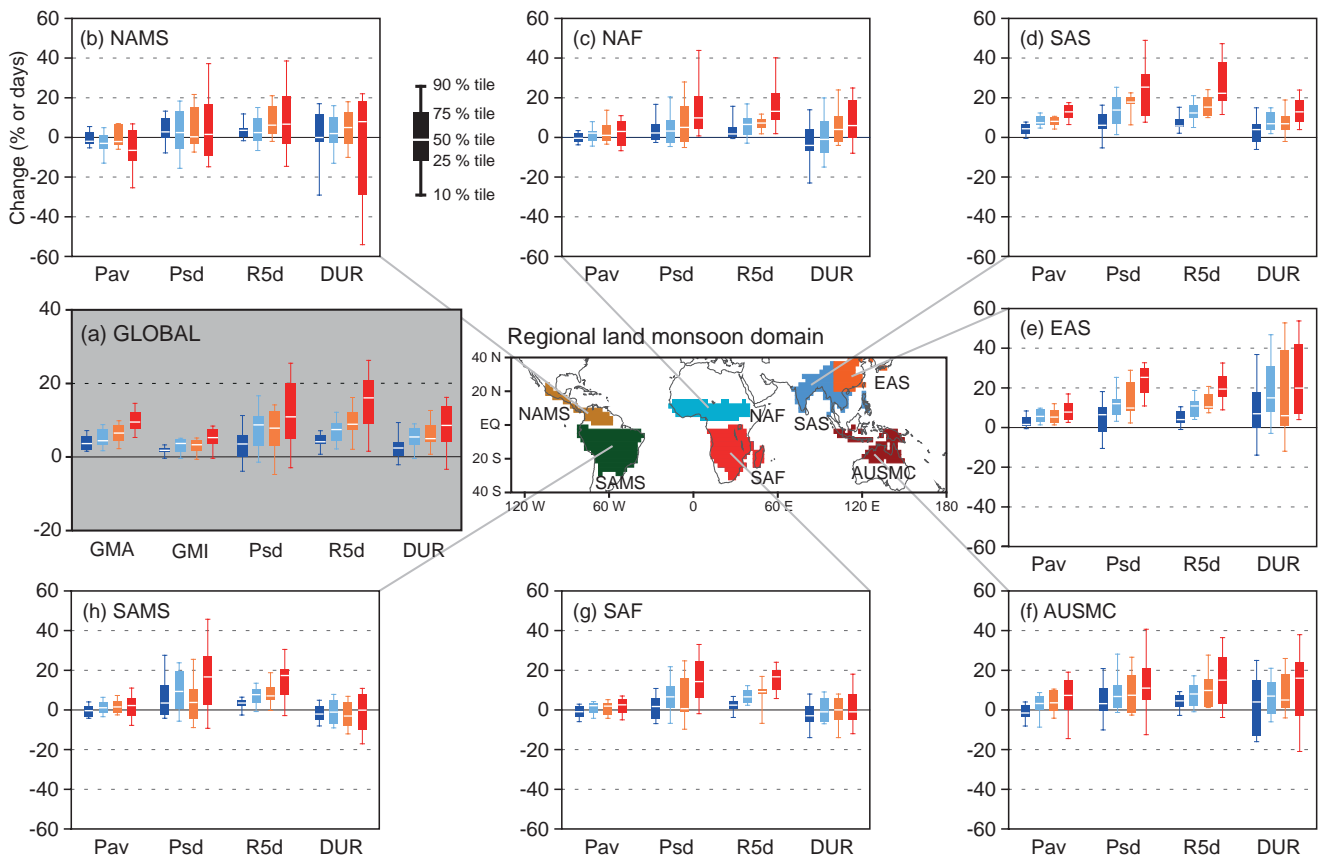 Change (% or days)
60
40
20
0
-20
-40
-60
(b) NAMS
Pav Psd R5d DUR
90 % tile
75 % tile
50 % tile
25 % tile
10 % tile
60
40
20
0
-20
-40
-60
(c) NAF
Pav Psd R5d DUR
60
40
20
0
-20
-40
-60
(d) SAS
Pav Psd R5d DUR
40
20
0
-20
(a) GLOBAL
GMA GMI Psd R5d DUR
Regional land monsoon domain
40 N
20 N
EQ
20 S
40 S
NAMS
SAMS
NAF
SAF
SAS
EAS
AUSMC
120 W 60 W 0 60 E 120 E 180
60
40
20
0
-20
-40
-60
(e) EAS
Pav Psd R5d DUR
60
40
20
0
-20
-40
-60
(h) SAMS
Pav Psd R5d DUR
60
40
20
0
-20
-40
-60
(g) SAF
Pav Psd R5d DUR
60
40
20
0
-20
-40
-60
(f) AUSMC
Pav Psd R5d DUR